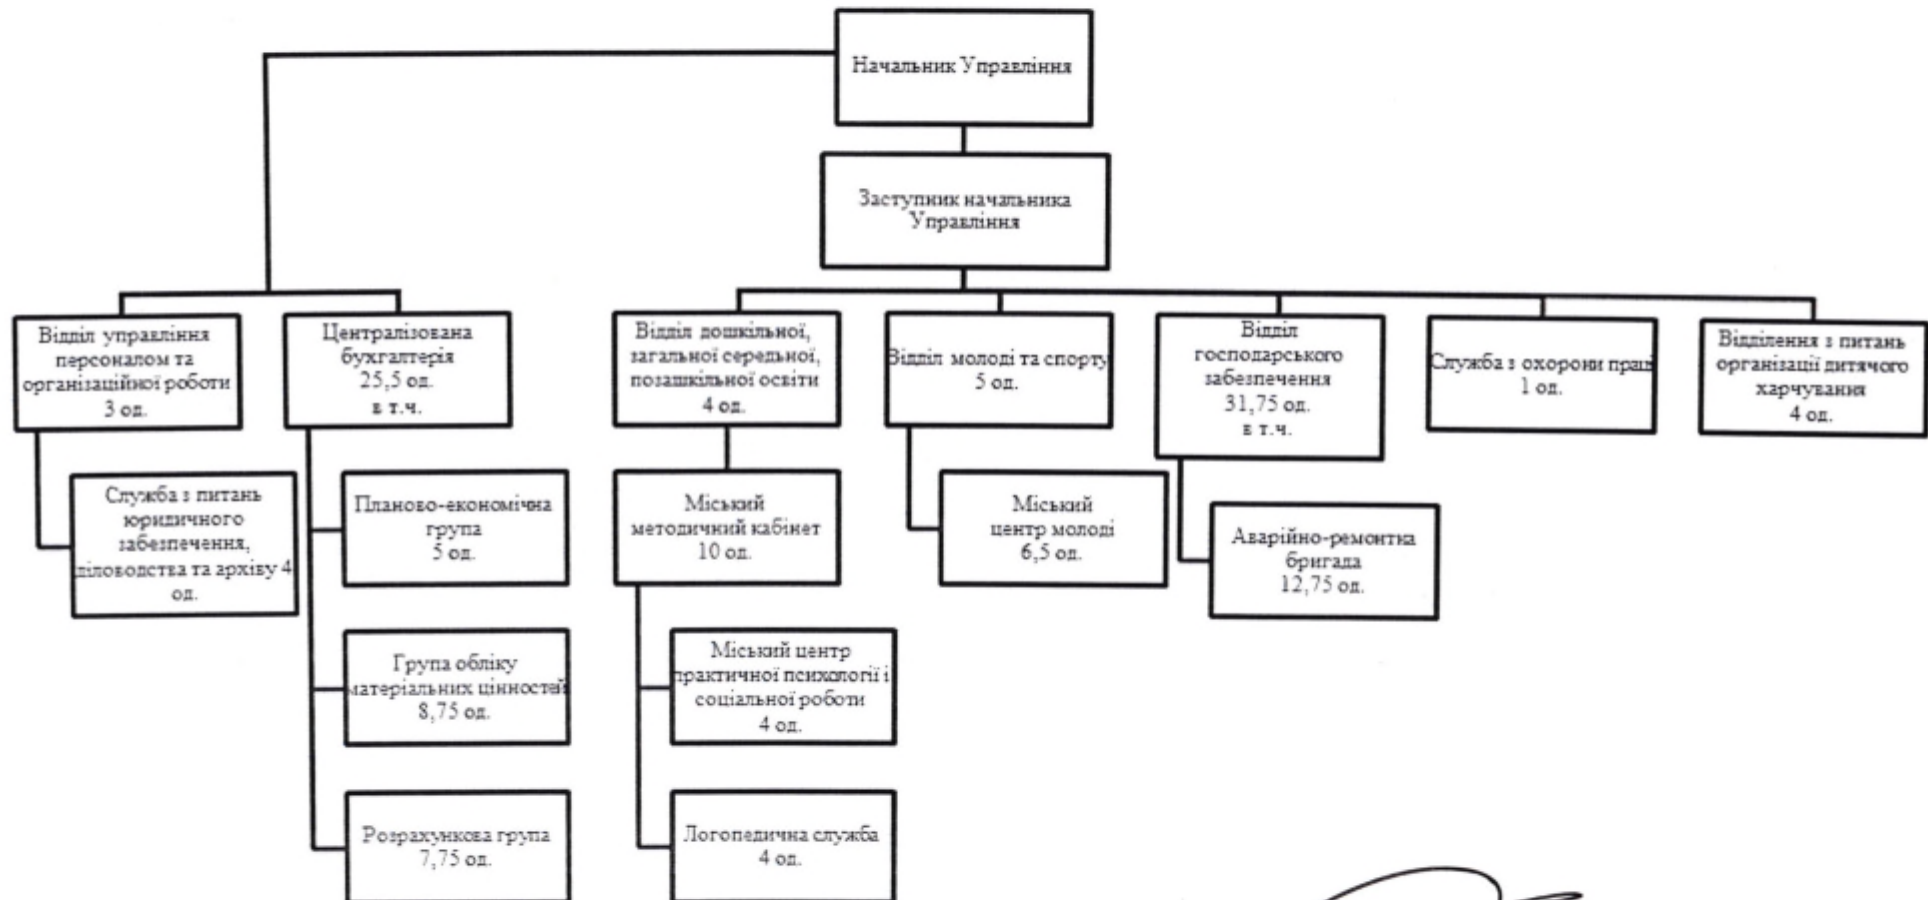 Начальник Управління
Заступник начальника
Управління
Відділ управління
персоналом та
організаційної роботи
3 од.
Централізована
бухгалтерія
25,5 од.
в т.ч.
Відділ дошкільної,
загальної середньої,
позашкільної освіти
4 од.
Відділ молоді та спорту
5 од.
Відділ
господарського
забезпечення
31,75 од.
в т.ч.
Служба з охорони праці
1 од.
Відділення з питань
організації дитячого
харчування
4 од.
Служба з питань
юридичного
забезпечення,
діловодства та архіву 4
од.
Планово-економічна
група
5 од.
Міський
методичний кабінет
10 од.
Міський
центр молоді
6,5 од.
Аварійно-ремонтка
бригада
12,75 од.
Група обліку
матеріальних цінностей
8,75 од.
Міський центр
практичної психології і
соціальної роботи
4 од.
Розрахункова група
7,75 од.
Логопедична служба
4 од.